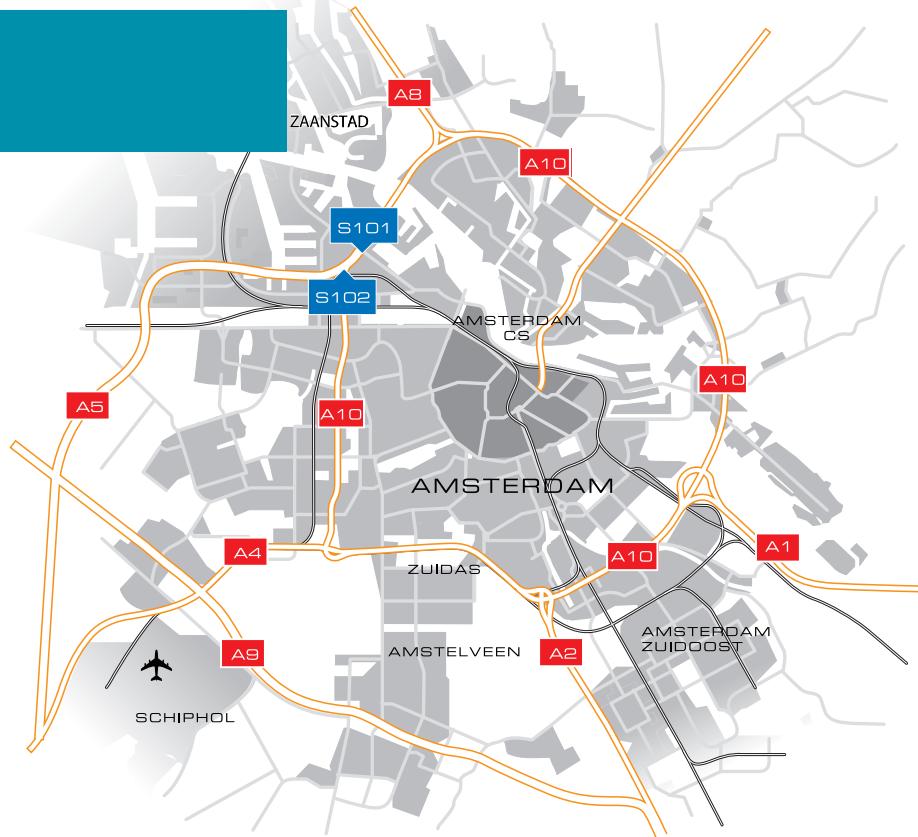 A8
ZAANSTAD
A10
S101
S102
AMSTERDAM
CS
A10
A5
A10
AMSTERDAM
A4
ZUIDAS
A10
A1
AMSTERDAM
ZUIDOOST
A9
AMSTELVEEN
A2
SCHIPHOL